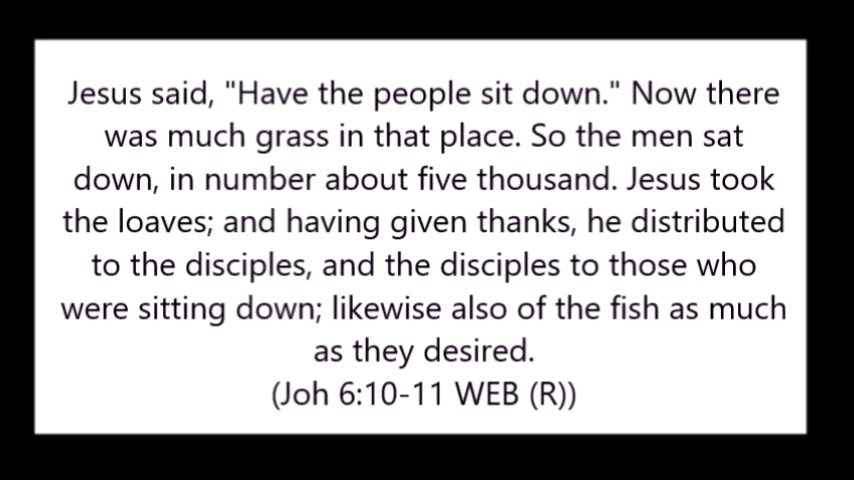 Jesus said, "Have the people sit down." Now there
was much grass in that place. So the men sat
down, in number about five thousand. Jesus took
the loaves; and having given thanks, he distributed
to the disciples, and the disciples to those who
were sitting down; likewise also of the fish as much
as they desired.
(Joh 6:10-11 WEB (R))